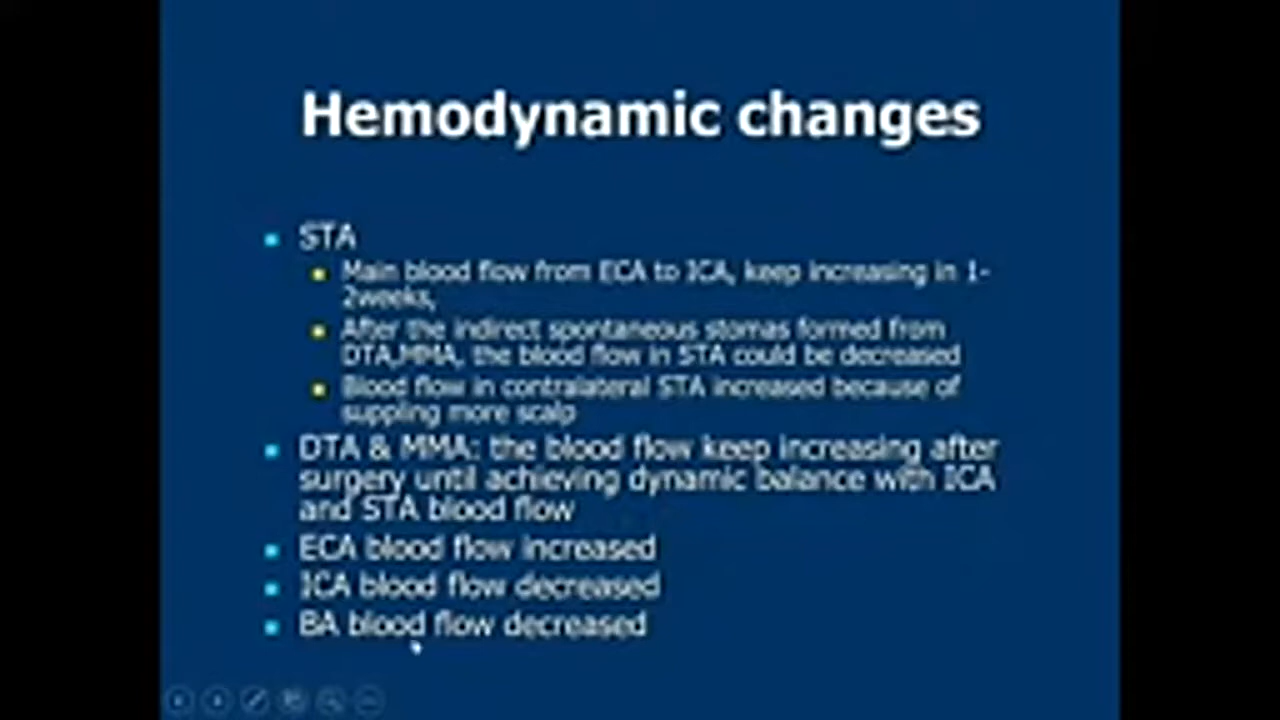 Hemodynamic changes
STA
Main blood flow from ECA to ICA, keep increasing in 1-
2weeks,
After the indirect spontaneous stomas formed from
DTA,MMA, the blood flow in STA could be decreased
Blood flow in contralateral STA increased because of
suppling more scalp
DTA & MMA: the blood flow keep increasing after
surgery until achieving dynamic balance with ICA
and STA blood flow
ECA blood flow increased
ICA blood flow decreased
BA blood flow decreased